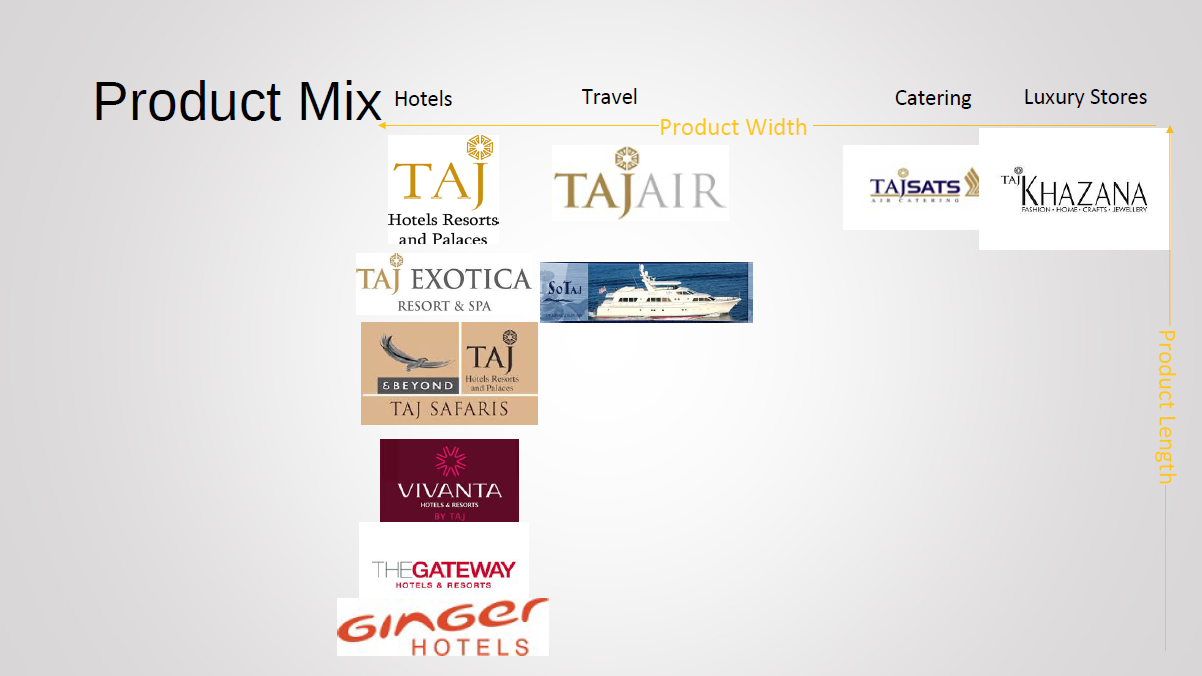 Product Mix
Hotels
Travel
Catering
Luxury Stores
Product Width
TAJ
Hotels Resorts
and Palaces
TAJAIR
TAJSATS
AIR CATERING
TAJ KHAZANA
FASHION • HOME • CRAFTS • JEWELLERY
TAJ EXOTICA
RESORT & SPA
SOTAJ
&BEYOND
TAJ
Hotels Resorts
and Palaces
TAJ SAFARIS
Product Length
VIVANTA
HOTELS & RESORTS
BY TAJ
THEGATEWAY
HOTELS & RESORTS
GINGER
HOTELS